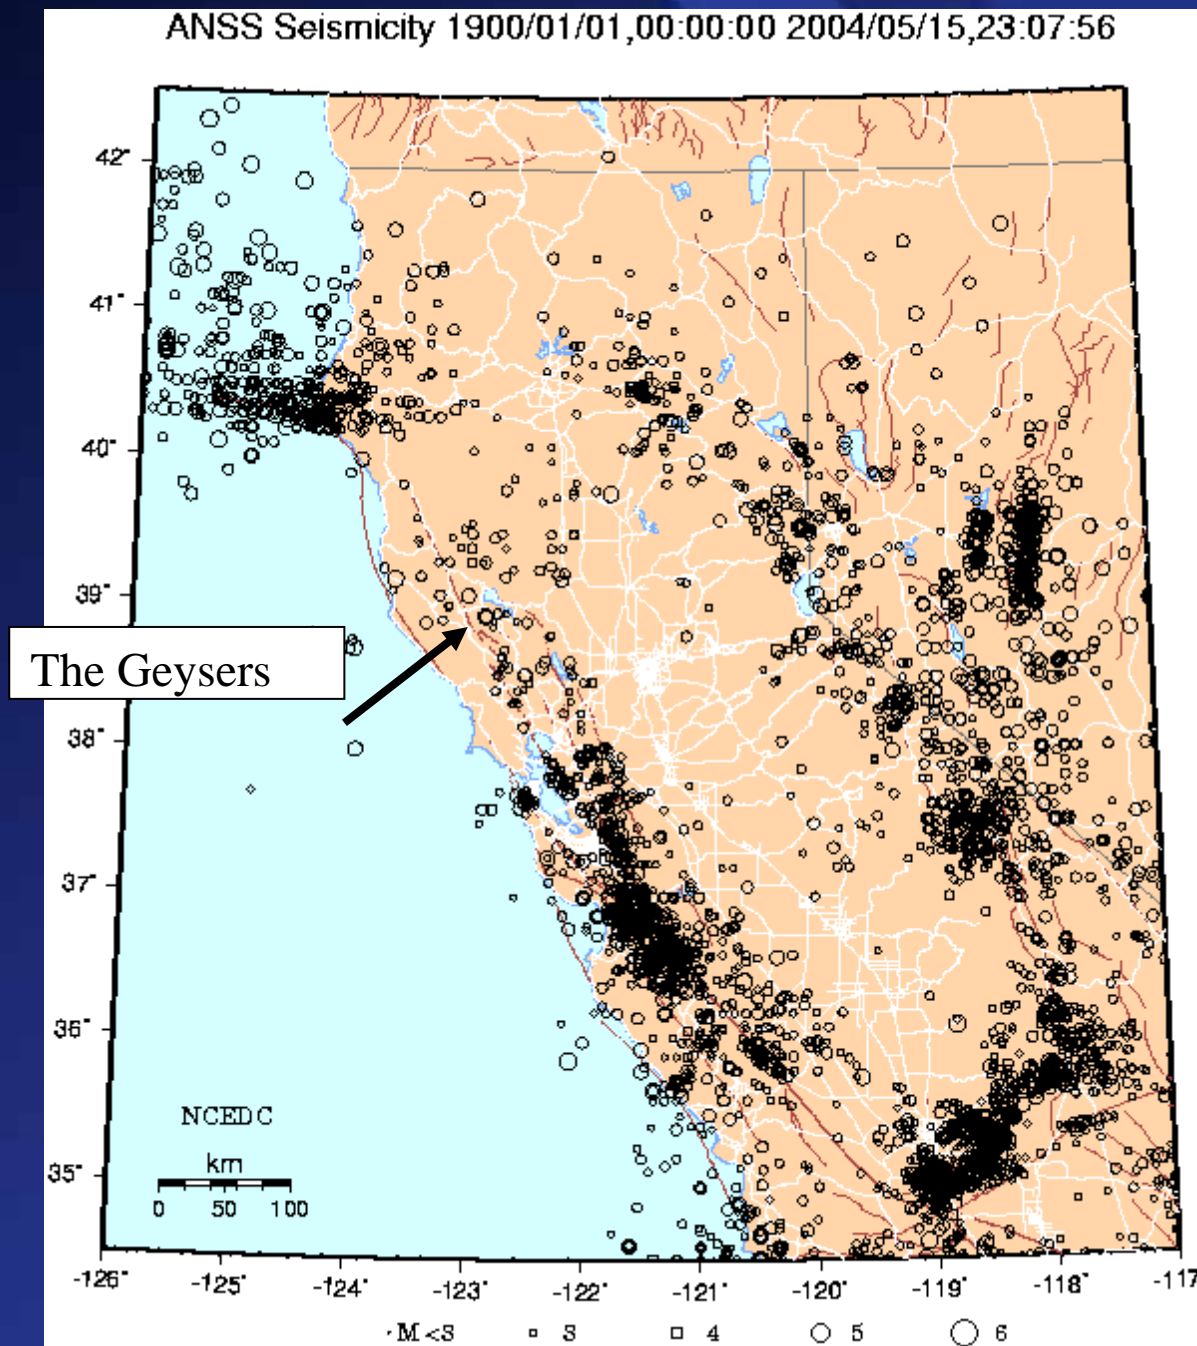 ANSS Seismicity 1900/01/01,00:00:00 2004/05/15,23:07:56
42°
41°
40°
39°
The Geysers
38°
37°
36°
NCEDC
km
35°
0 50 100
-126° -125° -124° -123° -122° -121° -120° -119° -118° -117
· M<3 3 4 5 6